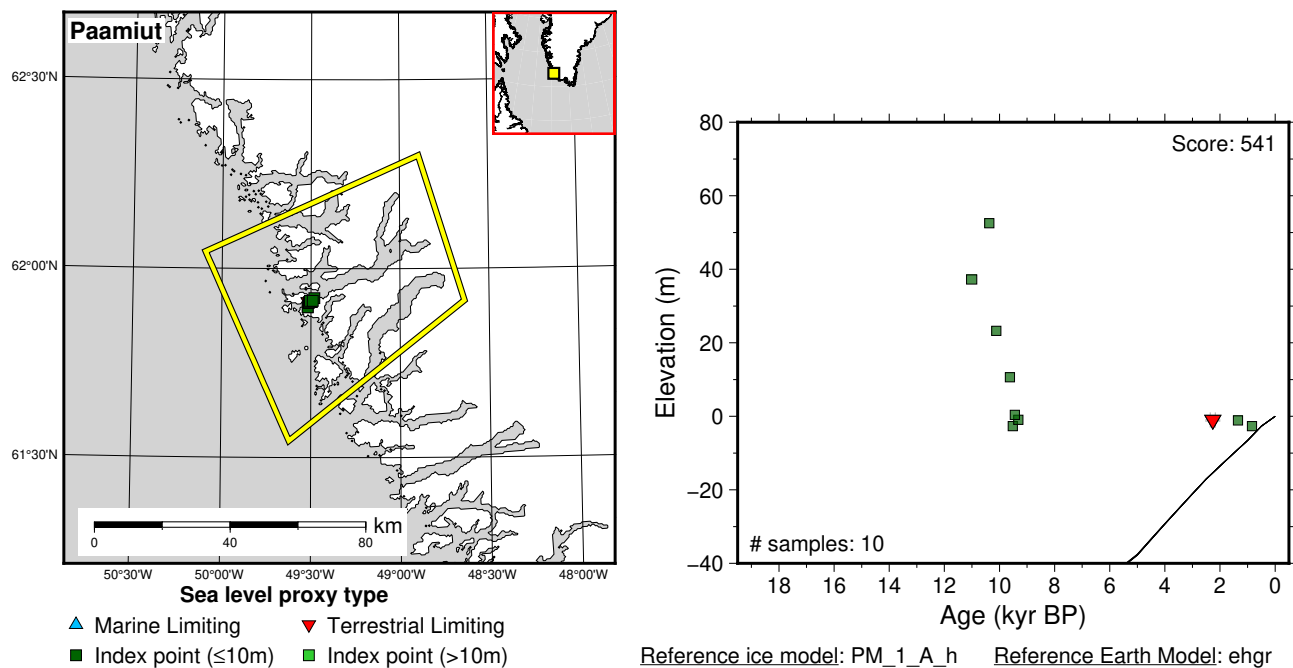 Paamiut
62°30'N
62°00'N
61°30'N
km
0 40 80
50°30'W 50°00'W 49°30'W 49°00'W 48°30'W 48°00'W
Sea level proxy type
Marine Limiting Terrestrial Limiting
Index point (≤10m) Index point (>10m)
Score: 541
80
60
40
20
0
−20
−40
Elevation (m)
# samples: 10
18 16 14 12 10 8 6 4 2 0
Age (kyr BP)
Reference ice model: PM_1_A_h Reference Earth Model: ehgr